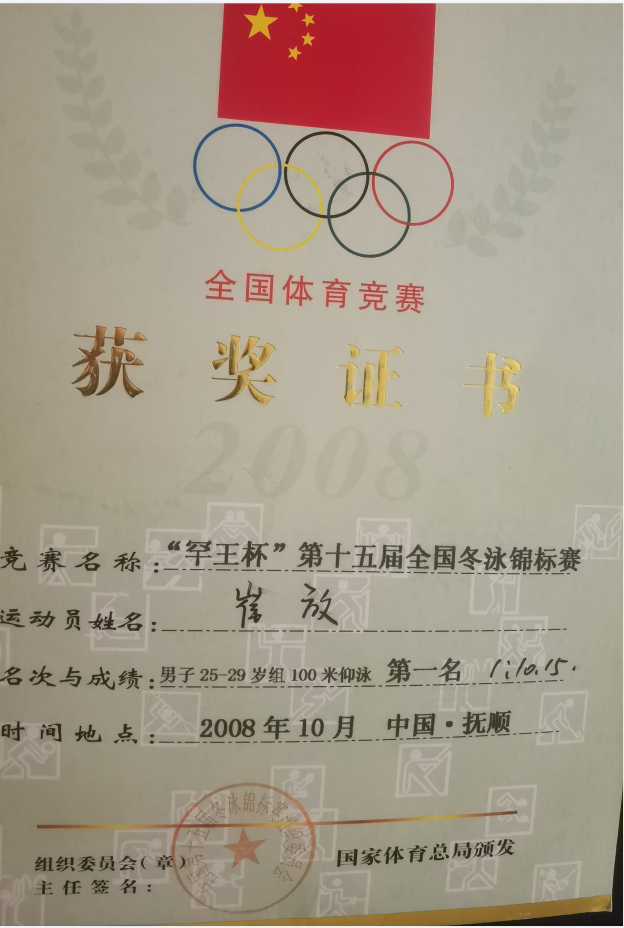 全国体育竞赛
获奖证书
2008
竞赛名称:“罕王杯”第十五届全国冬泳锦标赛
运动员姓名:崔放
名次与成绩:男子25-29岁组100米仰泳 第一名 1:10.15.
时间地点:2008年10月 中国·抚顺
组织委员会(章)
国家体育总局颁发
主任签名: